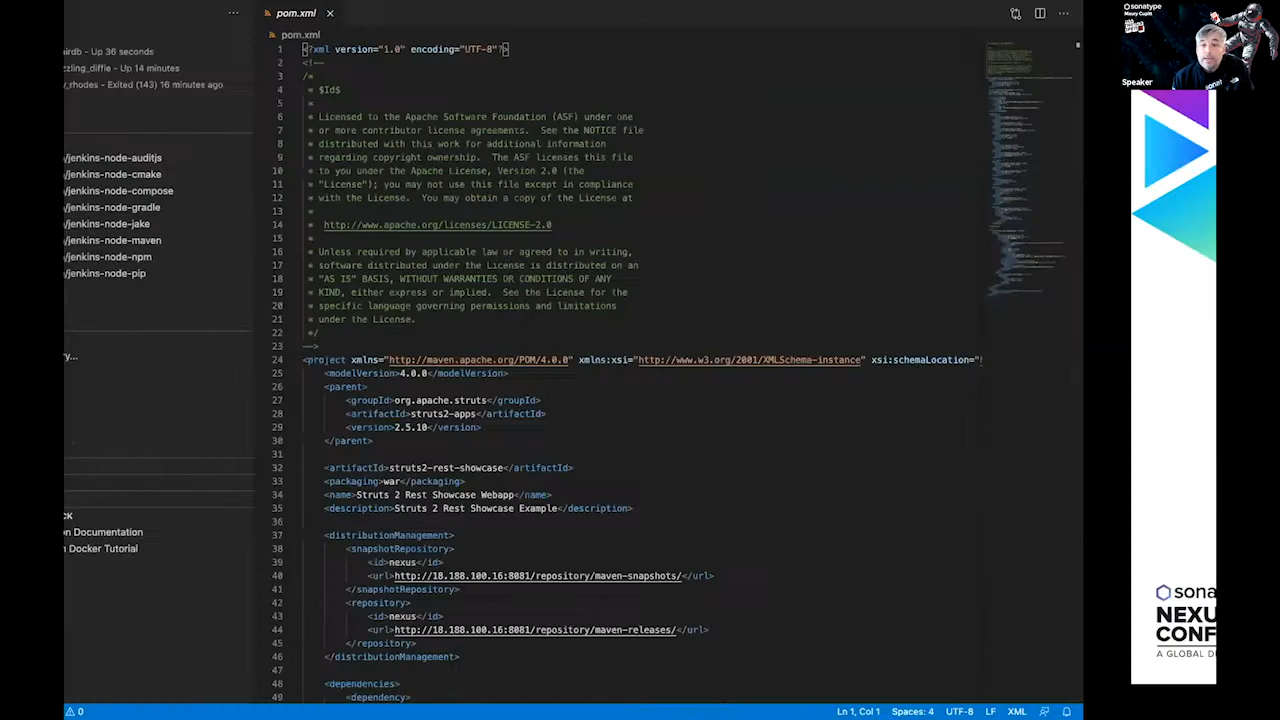 airdb - Up 36 seconds
zzling_diffie - Up 14 minutes
y_rhodes - Exited (143) 16 minutes ago
/jenkins-node-auditjs
/jenkins-node-cmake
/jenkins-node-compose
/jenkins-node-gradle
/jenkins-node-jake
/jenkins-node-maven
/jenkins-node-npm
/jenkins-node-pip
ry...
CK
n Documentation
n Docker Tutorial
0
pom.xml
pom.xml
1 <?xml version="1.0" encoding="UTF-8"?>
2 <!--
3 /*
4 * $Id$
5 *
6 * Licensed to the Apache Software Foundation (ASF) under one
7 * or more contributor license agreements.  See the NOTICE file
8 * distributed with this work for additional information
9 * regarding copyright ownership.  The ASF licenses this file
10 * to you under the Apache License, Version 2.0 (the
11 * "License"); you may not use this file except in compliance
12 * with the License.  You may obtain a copy of the License at
13 *
14 *  http://www.apache.org/licenses/LICENSE-2.0
15 *
16 * Unless required by applicable law or agreed to in writing,
17 * software distributed under the License is distributed on an
18 * "AS IS" BASIS, WITHOUT WARRANTIES OR CONDITIONS OF ANY
19 * KIND, either express or implied.  See the License for the
20 * specific language governing permissions and limitations
21 * under the License.
22 */
23 -->
24 <project xmlns="http://maven.apache.org/POM/4.0.0" xmlns:xsi="http://www.w3.org/2001/XMLSchema-instance" xsi:schemaLocation="
25 <modelVersion>4.0.0</modelVersion>
26 <parent>
27 <groupId>org.apache.struts</groupId>
28 <artifactId>struts2-apps</artifactId>
29 <version>2.5.10</version>
30 </parent>
31
32 <artifactId>struts2-rest-showcase</artifactId>
33 <packaging>war</packaging>
34 <name>Struts 2 Rest Showcase Webapp</name>
35 <description>Struts 2 Rest Showcase Example</description>
36
37 <distributionManagement>
38 <snapshotRepository>
39 <id>nexus</id>
40 <url>http://18.188.100.16:8081/repository/maven-snapshots/</url>
41 </snapshotRepository>
42 <repository>
43 <id>nexus</id>
44 <url>http://18.188.100.16:8081/repository/maven-releases/</url>
45 </repository>
46 </distributionManagement>
47
48 <dependencies>
49 <dependency>
Ln 1, Col 1 Spaces: 4 UTF-8 LF XML
sonatype
Maury Cupitt
Speaker
sona
NEXU
CONF
A GLOBAL D